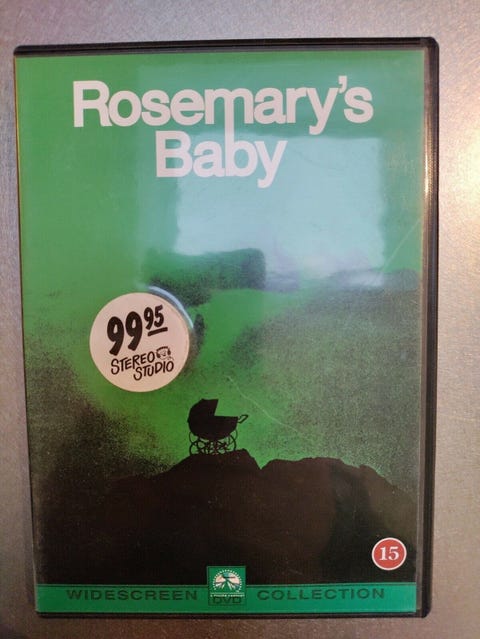 Rosemary's
Baby
99 95
STEREO
STUDIO
15
WIDESCREEN DVD COLLECTION